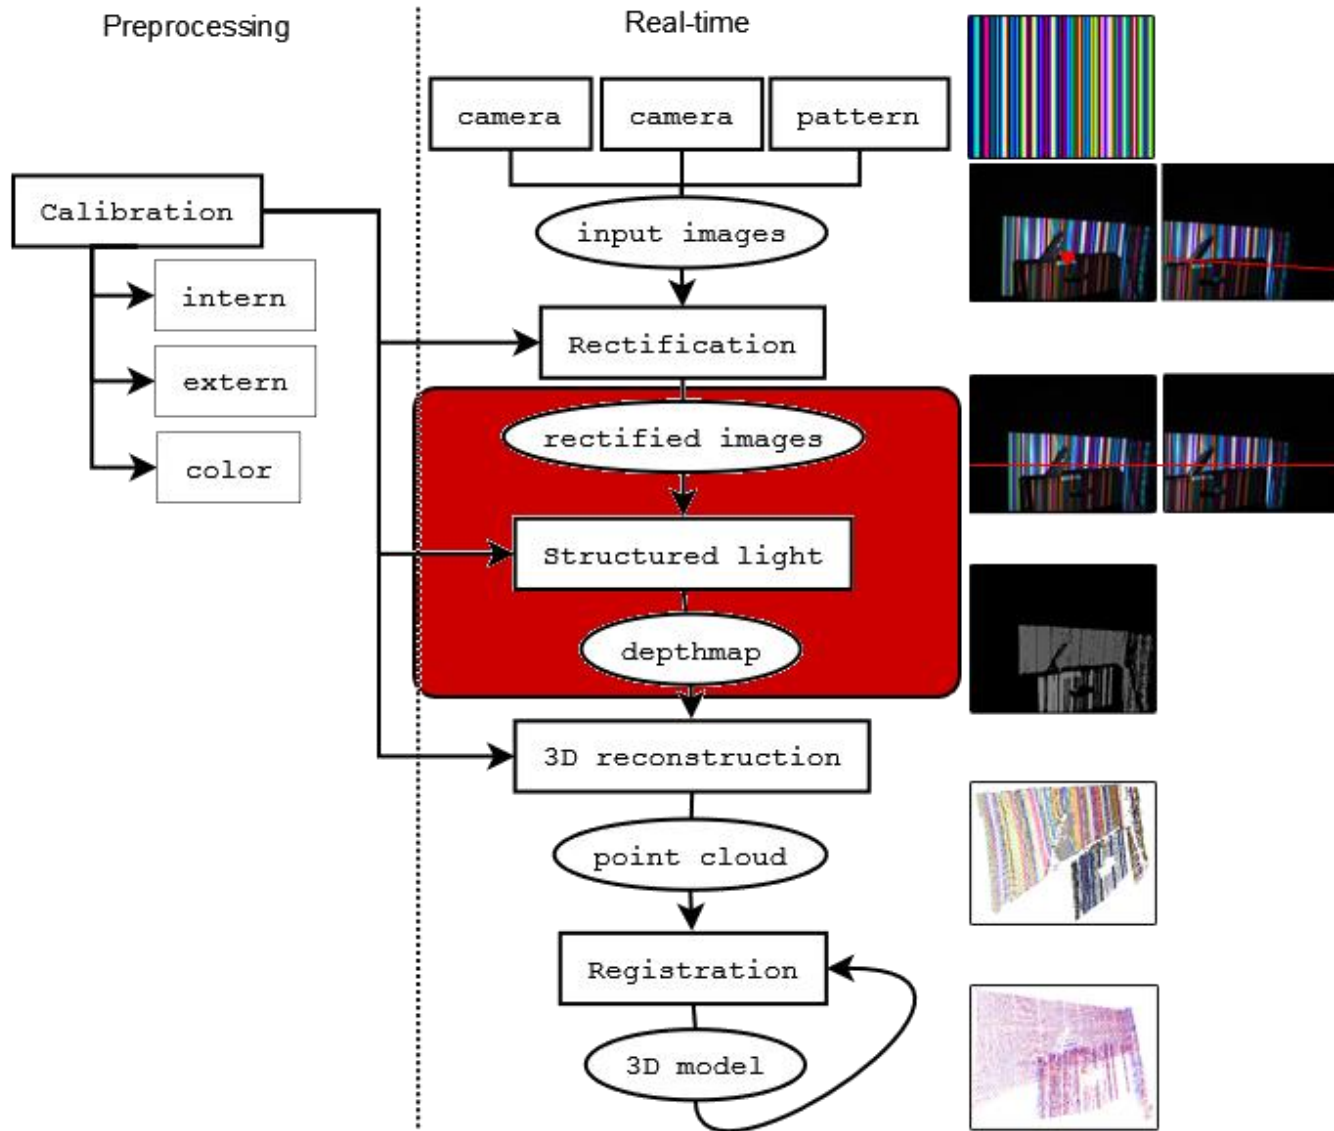 Preprocessing
Real-time
camera
camera
pattern
Calibration
input images
intern
Rectification
extern
rectified images
color
Structured light
depthmap
3D reconstruction
point cloud
Registration
3D model